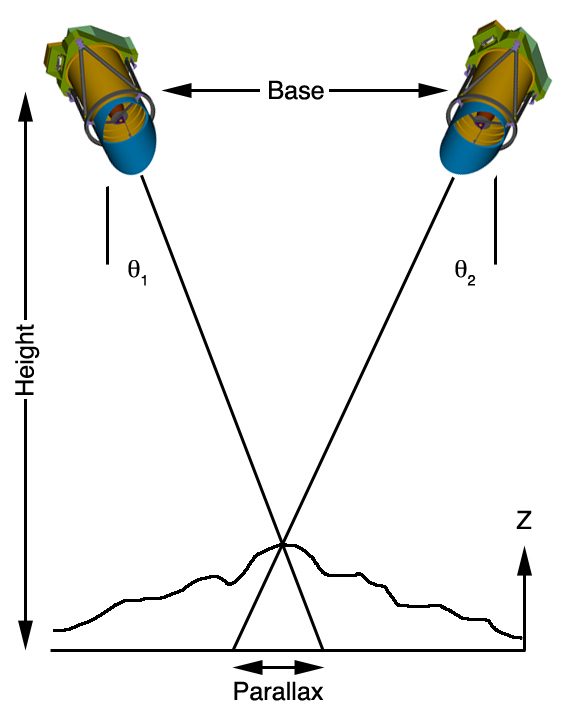 Base
θ1
θ2
Height
Z
Parallax